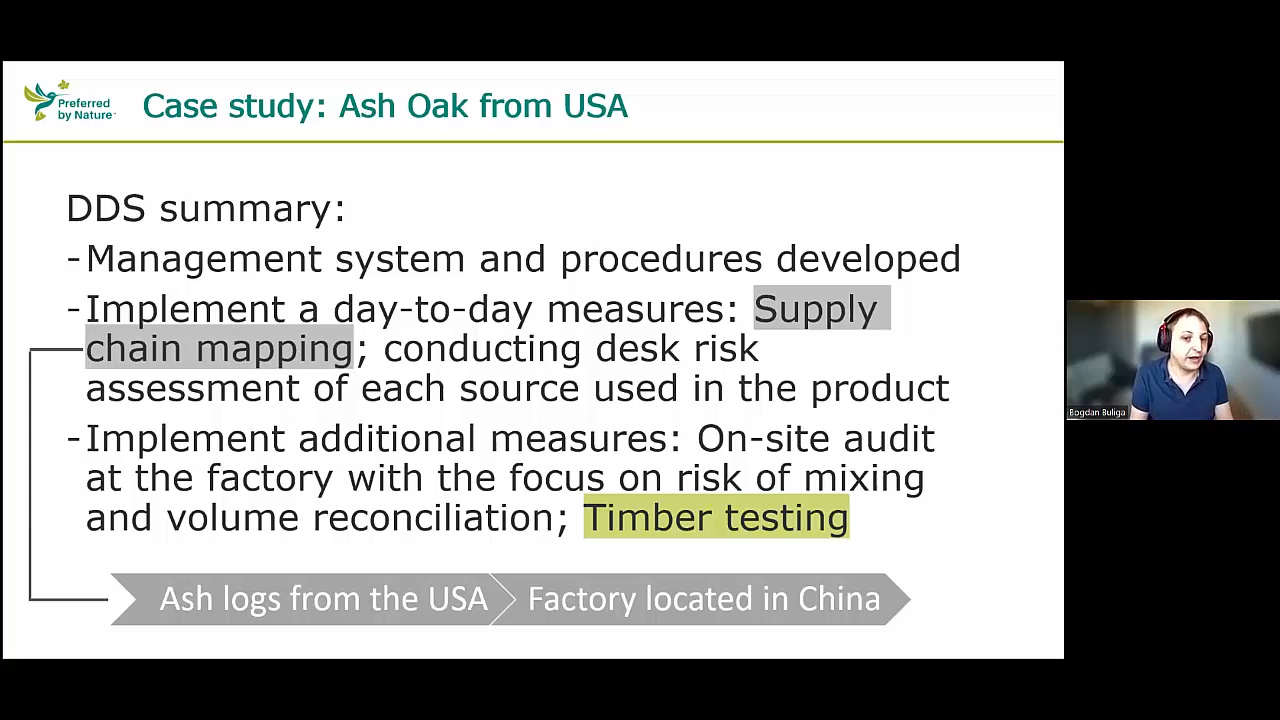 Preferred
by Nature™
Case study: Ash Oak from USA
DDS summary:
-Management system and procedures developed
-Implement a day-to-day measures: Supply
chain mapping; conducting desk risk
assessment of each source used in the product
-Implement additional measures: On-site audit
at the factory with the focus on risk of mixing
and volume reconciliation; Timber testing
Ash logs from the USA
Factory located in China
Bogdan Buliga